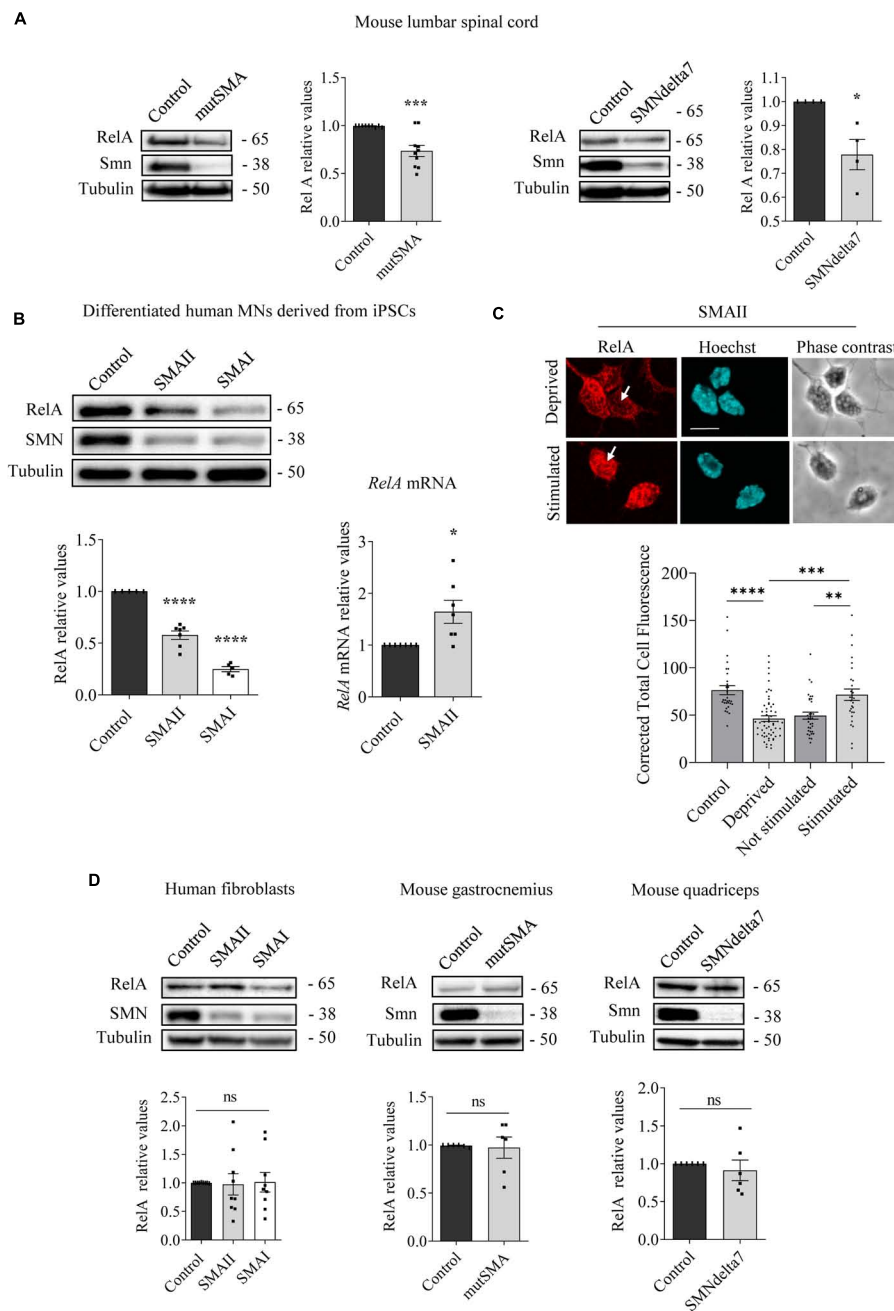 A
Mouse lumbar spinal cord
Control
mutSMA
RelA
- 65
Smn
- 38
Tubulin
- 50
Rel A relative values
1.5
1.0
0.5
0.0
***
Control
mutSMA
Control
SMNdelta7
- 65
RelA
- 65
Smn
- 38
Tubulin
- 50
Rel A relative values
1.1
1.0
0.9
0.8
0.7
0.6
0.5
*
Control
SMNdelta7
B
Differentiated human MNs derived from iPSCs
Control
SMAII
SMAI
RelA
- 65
SMN
- 38
Tubulin
- 50
RelA relative values
1.5
1.0
0.5
0.0
****
****
Control
SMAII
SMAI
RelA mRNA
RelA mRNA relative values
3
2
1
0
*
Control
SMAII
C
SMAII
RelA
Hoechst
Phase contrast
Deprived
Stimulated
Corrected Total Cell Fluorescence
200
150
100
50
0
****
***
**
Control
Deprived
Not stimulated
Stimutated
D
Human fibroblasts
Control
SMAII
SMAI
RelA
- 65
SMN
- 38
Tubulin
- 50
RelA relative values
2.5
2.0
1.5
1.0
0.5
0.0
ns
Control
SMAII
SMAI
Mouse gastrocnemius
Control
mutSMA
RelA
- 65
Smn
- 38
Tubulin
- 50
RelA relative values
1.5
1.0
0.5
0.0
ns
Control
mutSMA
Mouse quadriceps
Control
SMNdelta7
RelA
- 65
Smn
- 38
Tubulin
- 50
RelA relative values
2.0
1.5
1.0
0.5
0.0
ns
Control
SMNdelta7